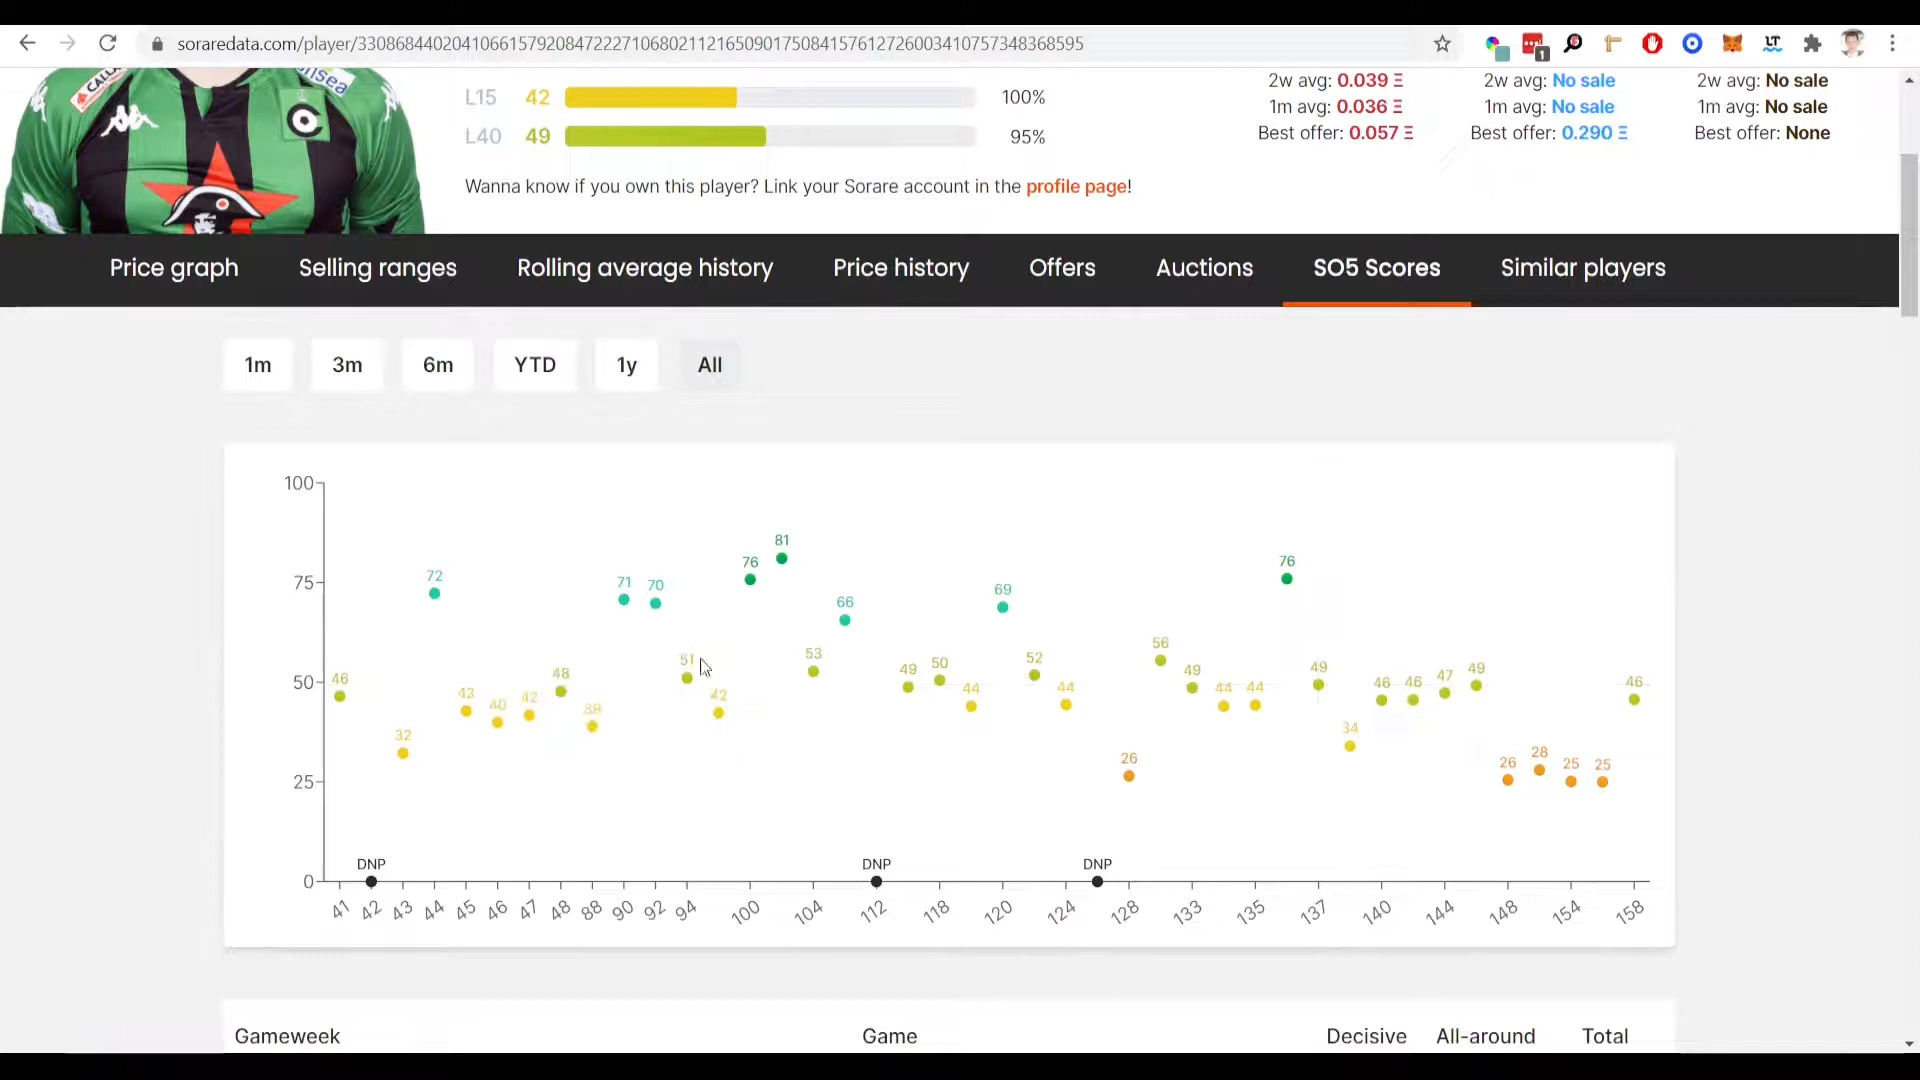 soraredata.com/player/33086844020410661579208472227106802112165090175084157612726003410757348368595
1
LT
CALLA
onsea
L15 42 100%
L40 49 95%
2w avg: 0.039 Ξ
1m avg: 0.036 Ξ
Best offer: 0.057 Ξ
2w avg: No sale
1m avg: No sale
Best offer: 0.290 Ξ
2w avg: No sale
1m avg: No sale
Best offer: None
Wanna know if you own this player? Link your Sorare account in the profile page!
Price graph Selling ranges Rolling average history Price history Offers Auctions SO5 Scores Similar players
1m 3m 6m YTD 1y All
100
75
50
25
0
46 DNP 32 72 43 40 42 48 39 71 70 51 42 76 81 53 66 DNP 49 50 44 69 52 44 DNP 26 56 49 44 44 76 49 34 46 46 47 49 26 28 25 25 46
41 42 43 44 45 46 47 48 88 90 92 94 100 104 112 118 120 124 128 133 135 137 140 144 148 154 158
Gameweek Game Decisive All-around Total